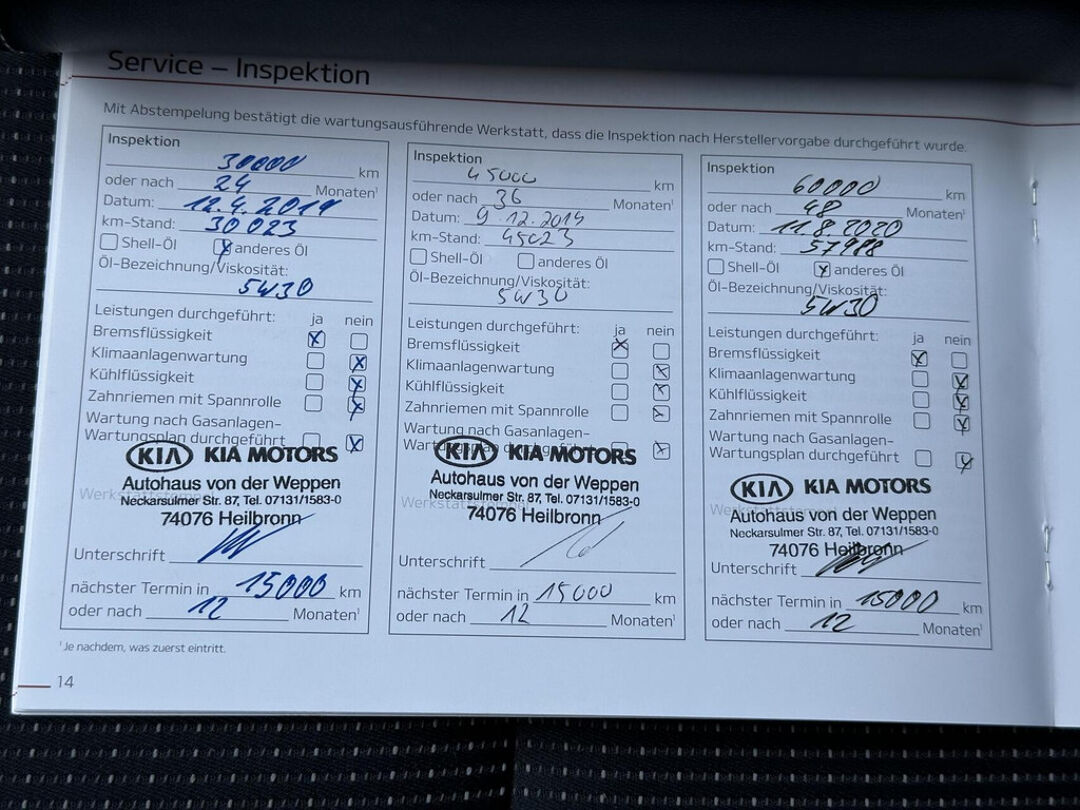 Service – Inspektion
Mit Abstempelung bestätigt die wartungsausführende Werkstatt, dass die Inspektion nach Herstellervorgabe durchgeführt wurde.
Inspektion
30000 km
oder nach 24 Monaten¹
Datum: 12.4.2019
km-Stand: 30023
Shell-Öl anderes Öl
Öl-Bezeichnung/Viskosität:
5W30
Leistungen durchgeführt: ja nein
Bremsflüssigkeit
Klimaanlagenwartung
Kühlflüssigkeit
Zahnriemen mit Spannrolle
Wartung nach Gasanlagen-
Wartungsplan durchgeführt
KIA KIA MOTORS
Autohaus von der Weppen
Werkstattstempel
Neckarsulmer Str. 87, Tel. 07131/1583-0
74076 Heilbronn
Unterschrift
nächster Termin in 15000 km
oder nach 12 Monaten¹
Inspektion
45000 km
oder nach 36 Monaten¹
Datum: 9.12.2019
km-Stand: 45023
Shell-Öl anderes Öl
Öl-Bezeichnung/Viskosität:
5W30
Leistungen durchgeführt: ja nein
Bremsflüssigkeit
Klimaanlagenwartung
Kühlflüssigkeit
Zahnriemen mit Spannrolle
Wartung nach Gasanlagen-
Wartungsplan durchgeführt
KIA KIA MOTORS
Autohaus von der Weppen
Werkstattstempel
Neckarsulmer Str. 87, Tel. 07131/1583-0
74076 Heilbronn
Unterschrift
nächster Termin in 15000 km
oder nach 12 Monaten¹
Inspektion
60000 km
oder nach 48 Monaten¹
Datum: 11.8.2020
km-Stand: 57988
Shell-Öl anderes Öl
Öl-Bezeichnung/Viskosität:
5W30
Leistungen durchgeführt: ja nein
Bremsflüssigkeit
Klimaanlagenwartung
Kühlflüssigkeit
Zahnriemen mit Spannrolle
Wartung nach Gasanlagen-
Wartungsplan durchgeführt
KIA KIA MOTORS
Werkstattstempel
Autohaus von der Weppen
Neckarsulmer Str. 87, Tel. 07131/1583-0
74076 Heilbronn
Unterschrift
nächster Termin in 15000 km
oder nach 12 Monaten¹
¹ Je nachdem, was zuerst eintritt.
14